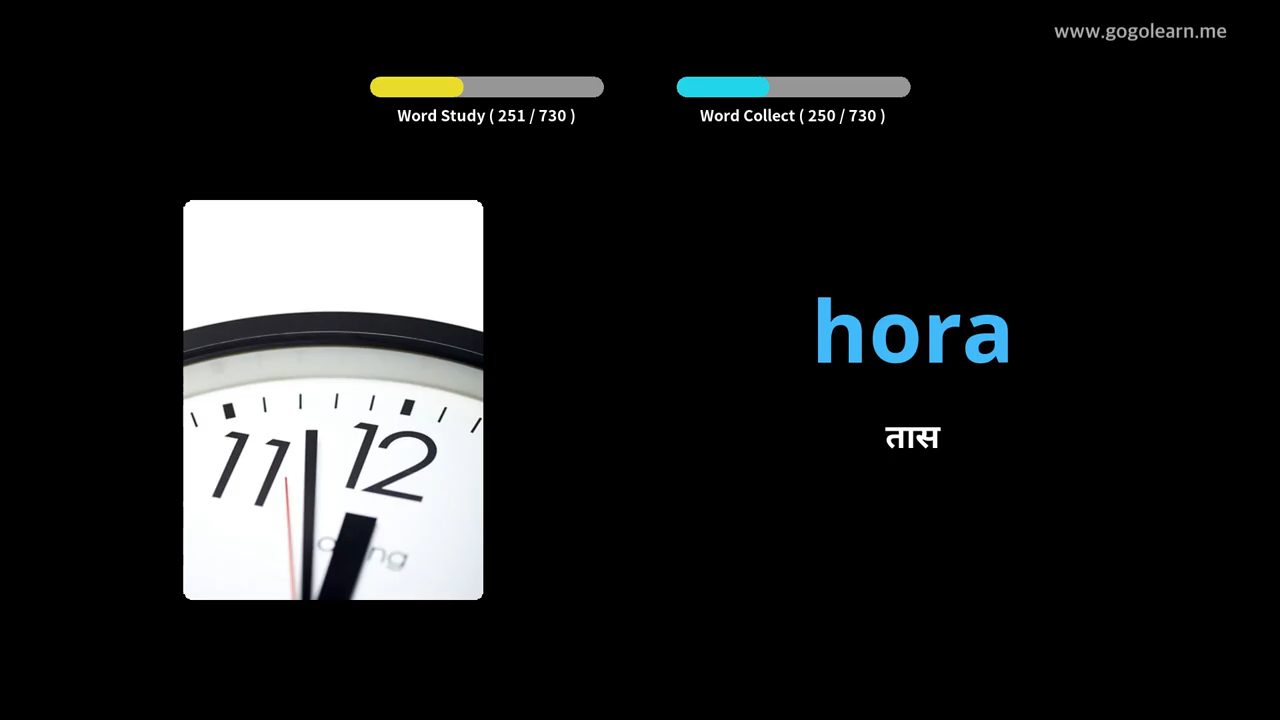 www.gogolearn.me
Word Study ( 251 / 730 )
Word Collect ( 250 / 730 )
hora
तास
11 12